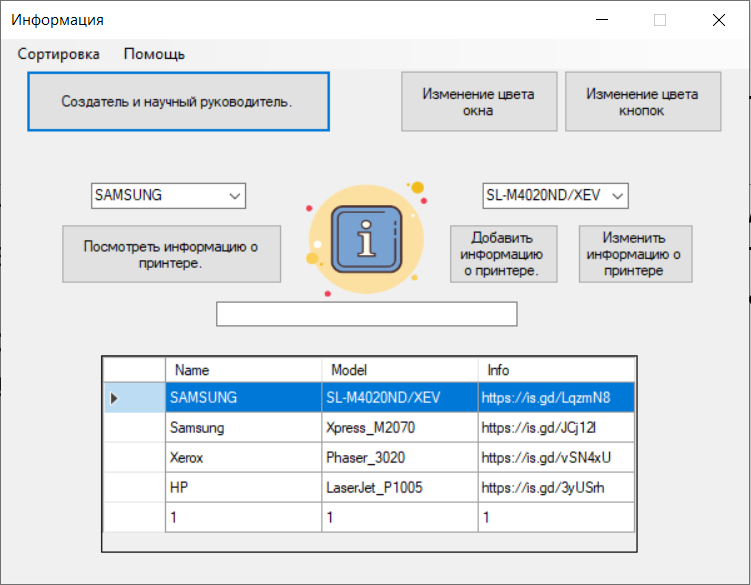 Информация
Сортировка Помощь
Создатель и научный руководитель.
Изменение цвета
окна
Изменение цвета
кнопок
SAMSUNG
SL-M4020ND/XEV
Посмотреть информацию о
принтере.
Добавить
информацию
о принтере.
Изменить
информацию о
принтере
Name Model Info
SAMSUNG SL-M4020ND/XEV https://is.gd/LqzmN8
Samsung Xpress_M2070 https://is.gd/JCj12l
Xerox Phaser_3020 https://is.gd/vSN4xU
HP LaserJet_P1005 https://is.gd/3yUSrh
1 1 1